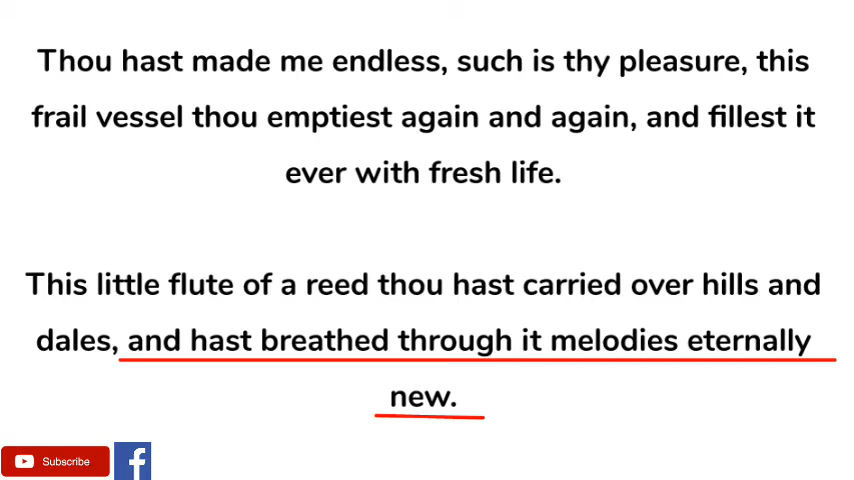 Thou hast made me endless, such is thy pleasure, this
frail vessel thou emptiest again and again, and fillest it
ever with fresh life.
This little flute of a reed thou hast carried over hills and
dales, and hast breathed through it melodies eternally
new.
Subscribe